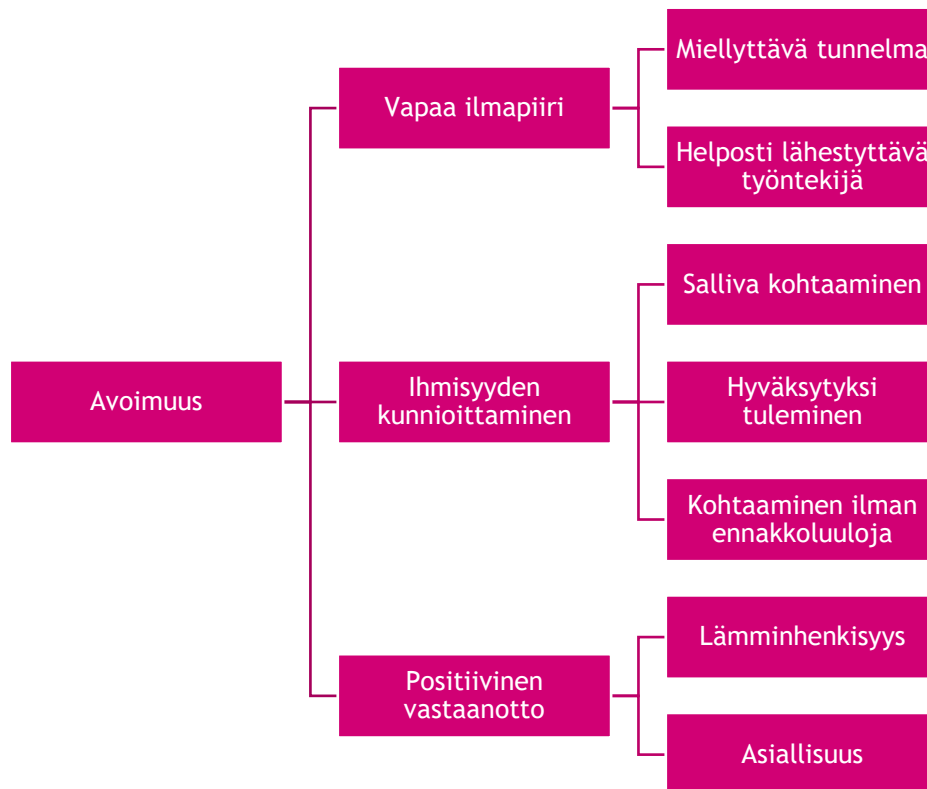 Avoimuus
Vapaa ilmapiiri
Miellyttävä tunnelma
Helposti lähestyttävä
työntekijä
Ihmisyyden
kunnioittaminen
Salliva kohtaaminen
Hyväksytyksi
tuleminen
Kohtaaminen ilman
ennakkoluuloja
Positiivinen
vastaanotto
Lämminhenkisyys
Asiallisuus